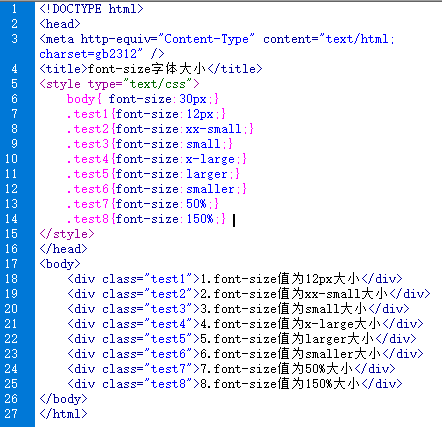 1 <!DOCTYPE html>
2 <head>
3 <meta http-equiv="Content-Type" content="text/html;
charset=gb2312" />
4 <title>font-size字体大小</title>
5 <style type="text/css">
6 body{ font-size:30px;}
7 .test1{font-size:12px;}
8 .test2{font-size:xx-small;}
9 .test3{font-size:small;}
10 .test4{font-size:x-large;}
11 .test5{font-size:larger;}
12 .test6{font-size:smaller;}
13 .test7{font-size:50%;}
14 .test8{font-size:150%;}
15 </style>
16 </head>
17 <body>
18 <div class="test1">1.font-size值为12px大小</div>
19 <div class="test2">2.font-size值为xx-small大小</div>
20 <div class="test3">3.font-size值为small大小</div>
21 <div class="test4">4.font-size值为x-large大小</div>
22 <div class="test5">5.font-size值为larger大小</div>
23 <div class="test6">6.font-size值为smaller大小</div>
24 <div class="test7">7.font-size值为50%大小</div>
25 <div class="test8">8.font-size值为150%大小</div>
26 </body>
27 </html>